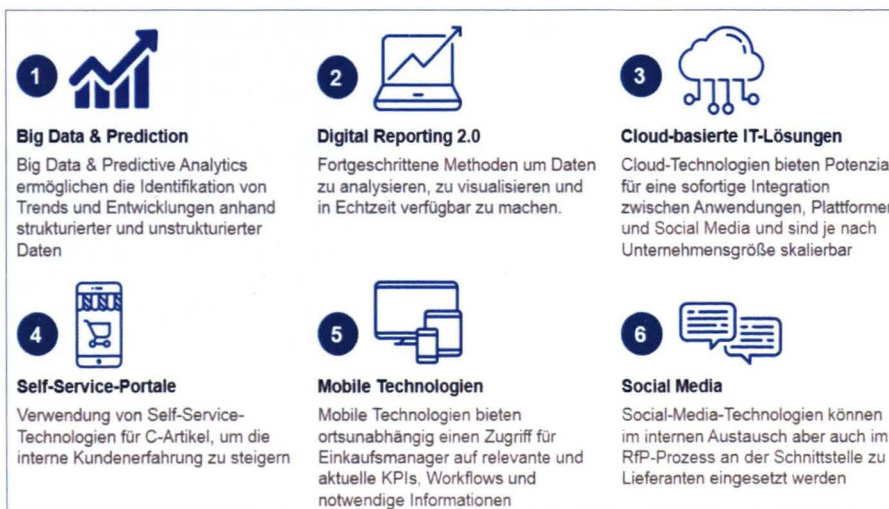 1
2
3
Big Data & Prediction
Big Data & Predictive Analytics
ermöglichen die Identifikation von
Trends und Entwicklungen anhand
strukturierter und unstrukturierter
Daten
Digital Reporting 2.0
Fortgeschrittene Methoden um Daten
zu analysieren, zu visualisieren und
in Echtzeit verfügbar zu machen.
Cloud-basierte IT-Lösungen
Cloud-Technologien bieten Potenzia
für eine sofortige Integration
zwischen Anwendungen, Plattformen
und Social Media und sind je nach
Unternehmensgröße skalierbar
4
5
6
Self-Service-Portale
Verwendung von Self-Service-
Technologien für C-Artikel, um die
interne Kundenerfahrung zu steigern
Mobile Technologien
Mobile Technologien bieten
ortsunabhängig einen Zugriff für
Einkaufsmanager auf relevante und
aktuelle KPIs, Workflows und
notwendige Informationen
Social Media
Social-Media-Technologien können
im internen Austausch aber auch im
RfP-Prozess an der Schnittstelle zu
Lieferanten eingesetzt werden